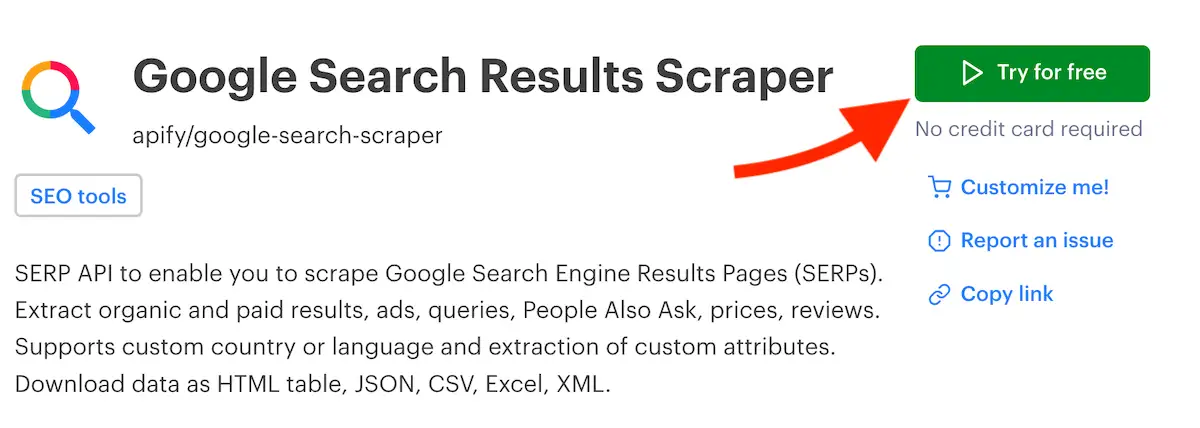 Google Search Results Scraper
apify/google-search-scraper
SEO tools
SERP API to enable you to scrape Google Search Engine Results Pages (SERPs).
Extract organic and paid results, ads, queries, People Also Ask, prices, reviews.
Supports custom country or language and extraction of custom attributes.
Download data as HTML table, JSON, CSV, Excel, XML.
Try for free
No credit card required
Customize me!
Report an issue
Copy link